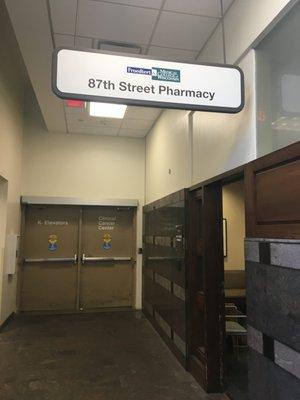 Froedtert
87th Street Pharmacy
K- Elevators
Clinical
Cancer
Center